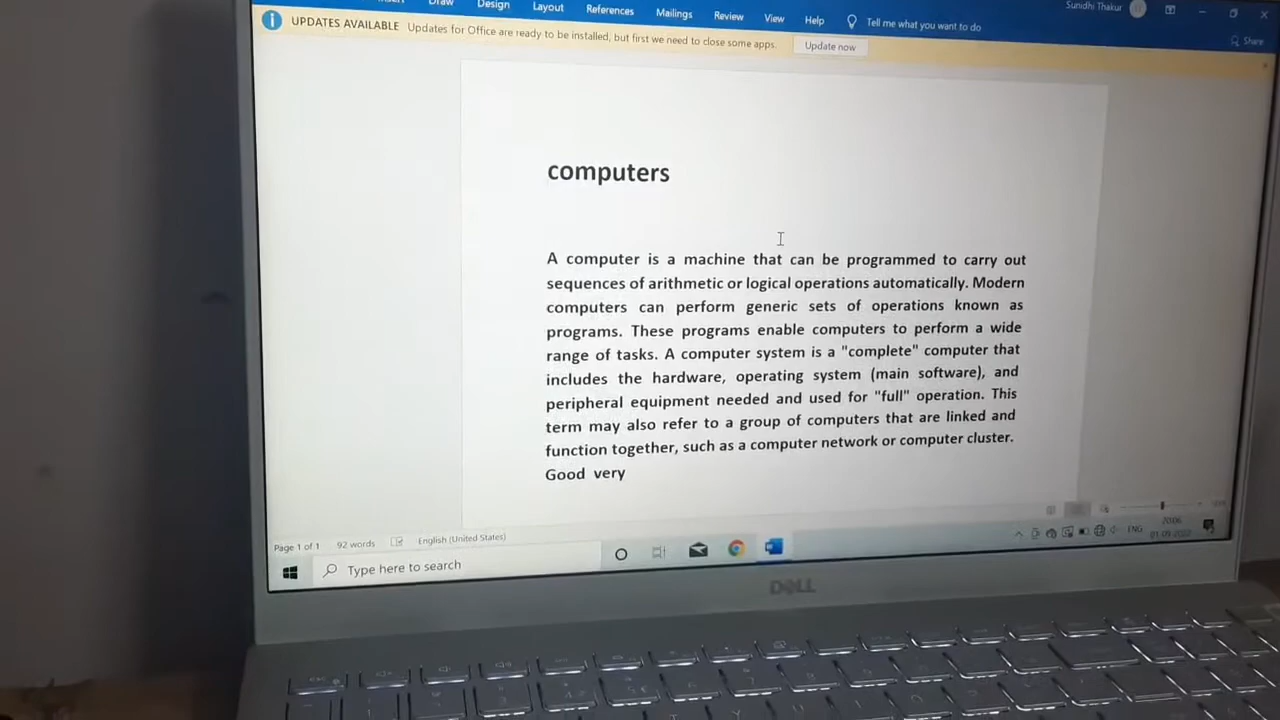 Draw Design Layout References Mailings Review View Help Tell me what you want to do Sunidhi Thakur
Share
UPDATES AVAILABLE Updates for Office are ready to be installed, but first we need to close some apps. Update now
computers
A computer is a machine that can be programmed to carry out
sequences of arithmetic or logical operations automatically. Modern
computers can perform generic sets of operations known as
programs. These programs enable computers to perform a wide
range of tasks. A computer system is a "complete" computer that
includes the hardware, operating system (main software), and
peripheral equipment needed and used for "full" operation. This
term may also refer to a group of computers that are linked and
function together, such as a computer network or computer cluster.
Good very
Page 1 of 1 92 words English (United States)
Type here to search
ENG
20:06
DELL